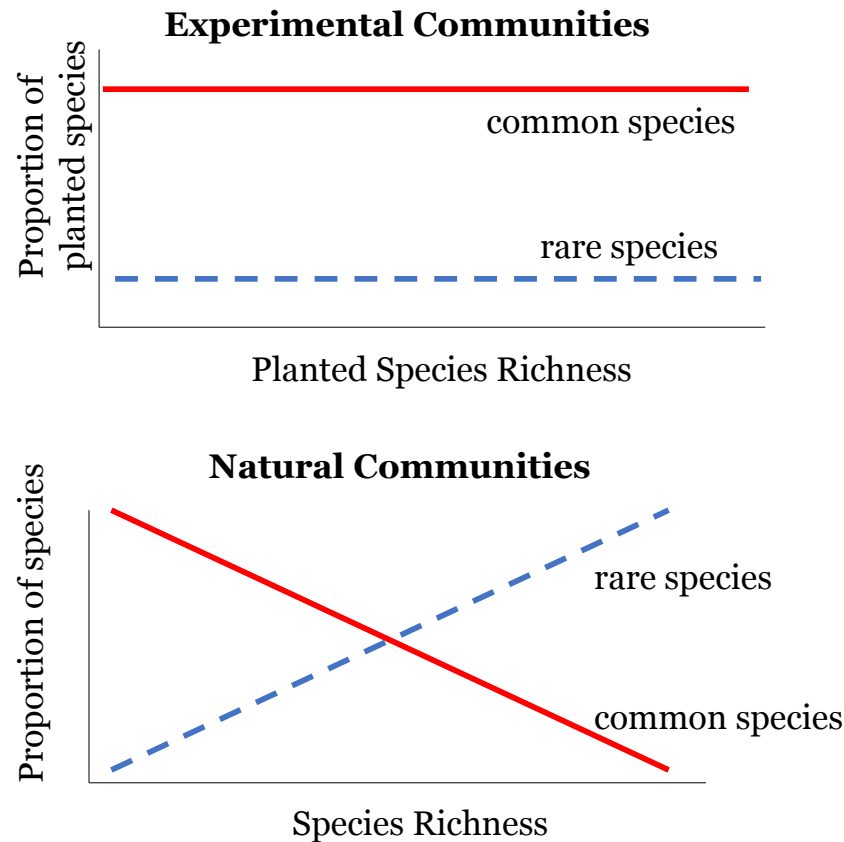 Experimental Communities
Proportion of
planted species
common species
rare species
Planted Species Richness
Natural Communities
Proportion of species
rare species
common species
Species Richness